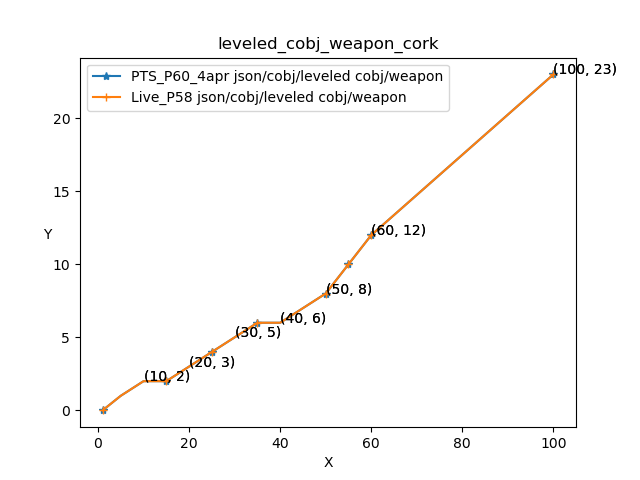 leveled_cobj_weapon_cork
PTS_P60_4apr json/cobj/leveled cobj/weapon
Live_P58 json/cobj/leveled cobj/weapon
(100, 23)
(60, 12)
(50, 8)
(40, 6)
(30, 5)
(20, 3)
(10, 2)
20
15
10
5
0
Y
0 20 40 60 80 100
X